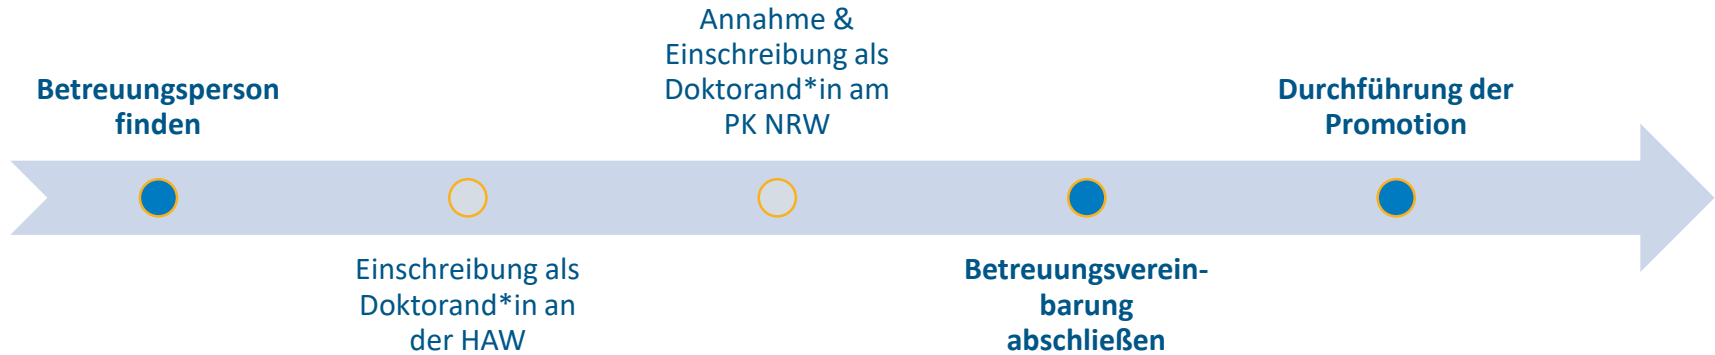 Betreuungsperson
finden
Einschreibung als
Doktorand*in an
der HAW
Annahme &
Einschreibung als
Doktorand*in am
PK NRW
Betreuungsverein-
barung
abschließen
Durchführung der
Promotion